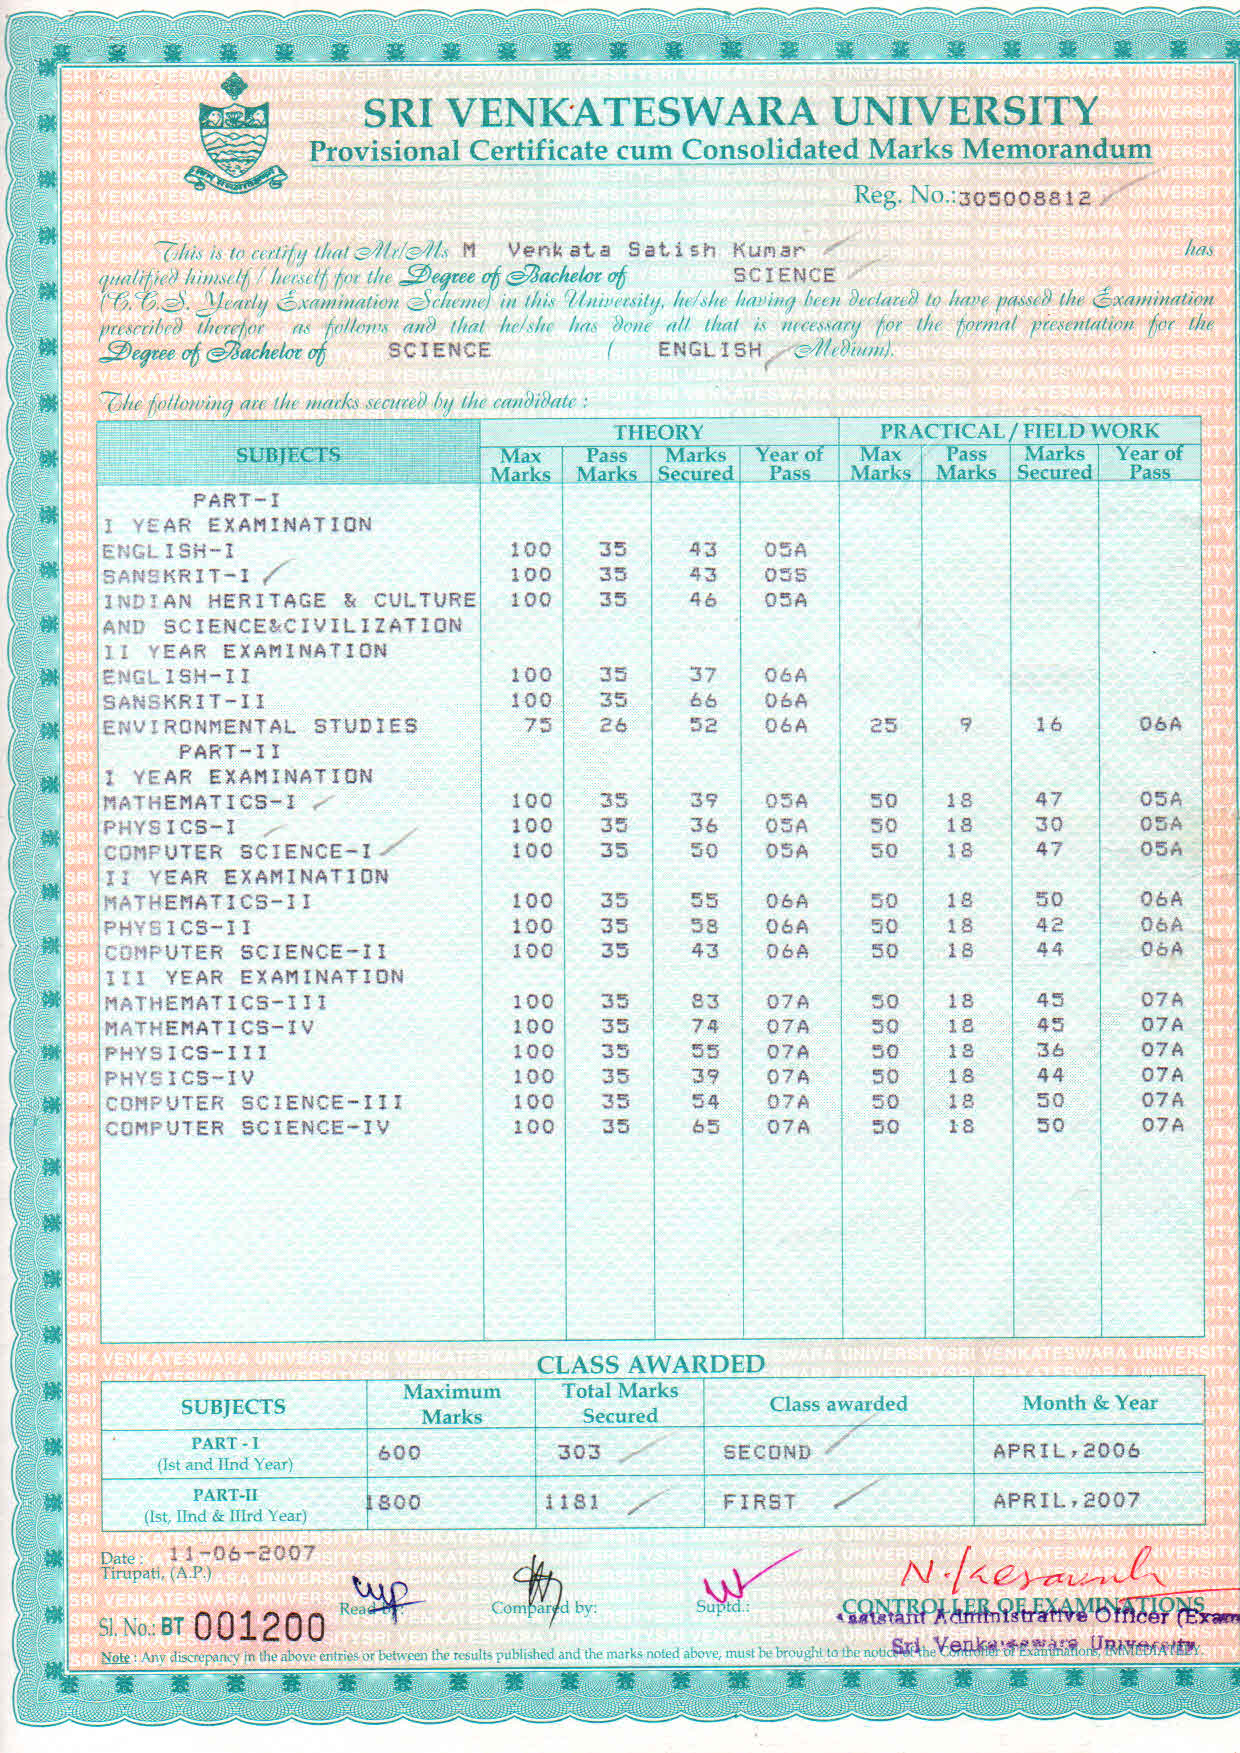 SRI VENKATESWARA UNIVERSITY
Provisional Certificate cum Consolidated Marks Memorandum
Reg. No.:305008812
This is to certify that Mr/Ms M Venkata Satish Kumar has
qualified himself / herself for the Degree of Bachelor of SCIENCE
(C.C.S. Yearly Examination Scheme) in this University, he/she having been declared to have passed the Examination
prescribed therefor as follows and that he/she has done all that is necessary for the formal presentation for the
Degree of Bachelor of SCIENCE ( ENGLISH Medium).
The following are the marks secured by the candidate :
SUBJECTS THEORY PRACTICAL / FIELD WORK
Max Marks Pass Marks Marks Secured Year of Pass Max Marks Pass Marks Marks Secured Year of Pass
PART-I
I YEAR EXAMINATION
ENGLISH-I 100 35 43 05A
SANSKRIT-I 100 35 43 05S
INDIAN HERITAGE & CULTURE 100 35 46 05A
AND SCIENCE&CIVILIZATION
II YEAR EXAMINATION
ENGLISH-II 100 35 37 06A
SANSKRIT-II 100 35 66 06A
ENVIRONMENTAL STUDIES 75 26 52 06A 25 9 16 06A
PART-II
I YEAR EXAMINATION
MATHEMATICS-I 100 35 39 05A 50 18 47 05A
PHYSICS-I 100 35 36 05A 50 18 30 05A
COMPUTER SCIENCE-I 100 35 50 05A 50 18 47 05A
II YEAR EXAMINATION
MATHEMATICS-II 100 35 55 06A 50 18 50 06A
PHYSICS-II 100 35 58 06A 50 18 42 06A
COMPUTER SCIENCE-II 100 35 43 06A 50 18 44 06A
III YEAR EXAMINATION
MATHEMATICS-III 100 35 83 07A 50 18 45 07A
MATHEMATICS-IV 100 35 74 07A 50 18 45 07A
PHYSICS-III 100 35 55 07A 50 18 36 07A
PHYSICS-IV 100 35 39 07A 50 18 44 07A
COMPUTER SCIENCE-III 100 35 54 07A 50 18 50 07A
COMPUTER SCIENCE-IV 100 35 65 07A 50 18 50 07A
CLASS AWARDED
SUBJECTS Maximum Marks Total Marks Secured Class awarded Month & Year
PART - I
(Ist and IInd Year) 600 303 SECOND APRIL,2006
PART-II
(Ist, IInd & IIIrd Year) 1800 1181 FIRST APRIL,2007
Date : 11-06-2007
Tirupati, (A.P.)
Read by: Compared by: Suptd.: CONTROLLER OF EXAMINATIONS
Assistant Administrative Officer (Exam
Sl. No.: BT 001200
Sri Venkateswara University
Note : Any discrepancy in the above entries or between the results published and the marks noted above, must be brought to the notice of the Controller of Examinations, IMMEDIATELY.